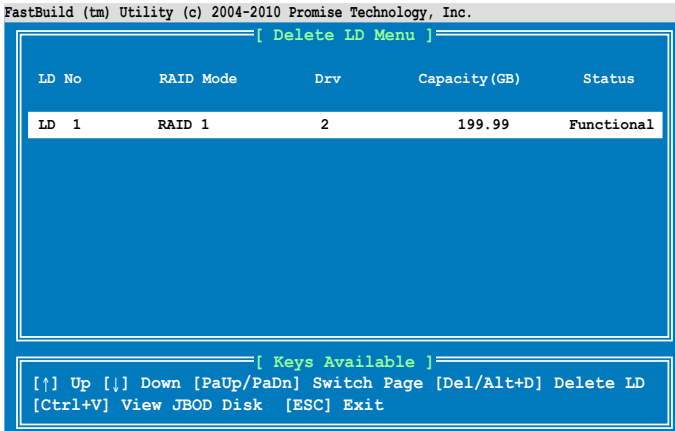 FastBuild (tm) Utility (c) 2004-2010 Promise Technology, Inc.
[ Delete LD Menu ]
LD No RAID Mode Drv Capacity(GB) Status
LD 1 RAID 1 2 199.99 Functional
[ Keys Available ]
[↑] Up [↓] Down [PaUp/PaDn] Switch Page [Del/Alt+D] Delete LD
[Ctrl+V] View JBOD Disk [ESC] Exit